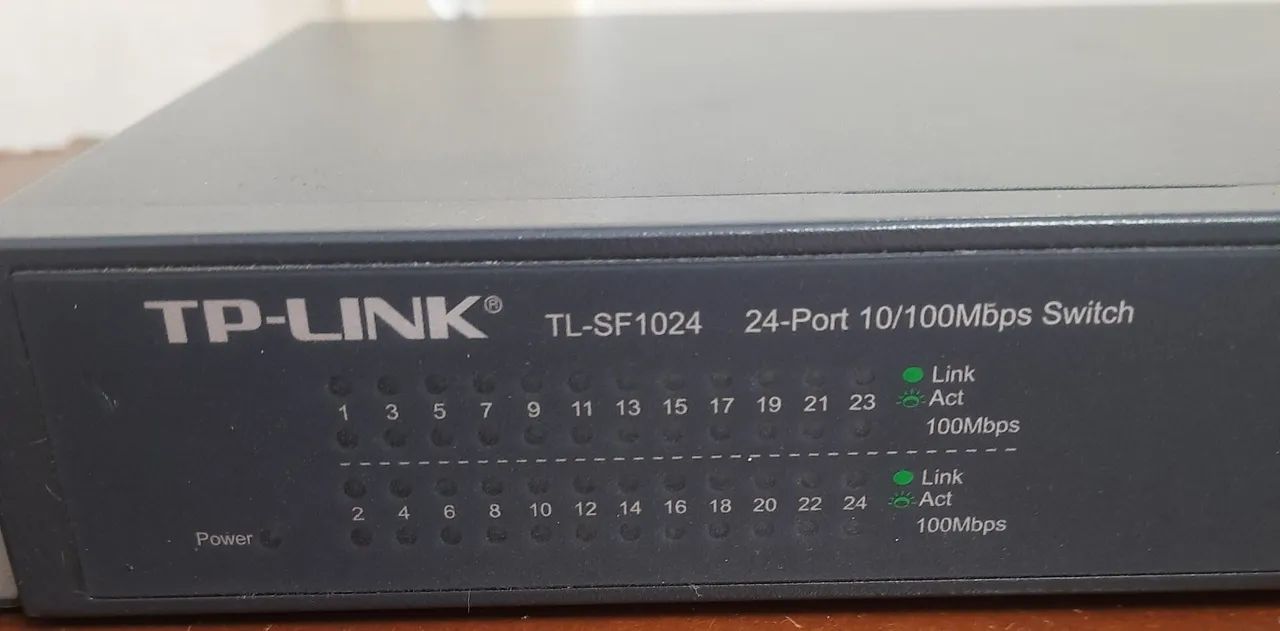 TP-LINK® TL-SF1024 24-Port 10/100Mbps Switch
Link
1 3 5 7 9 11 13 15 17 19 21 23 Act
100Mbps
Link
2 4 6 8 10 12 14 16 18 20 22 24 Act
100Mbps
Power